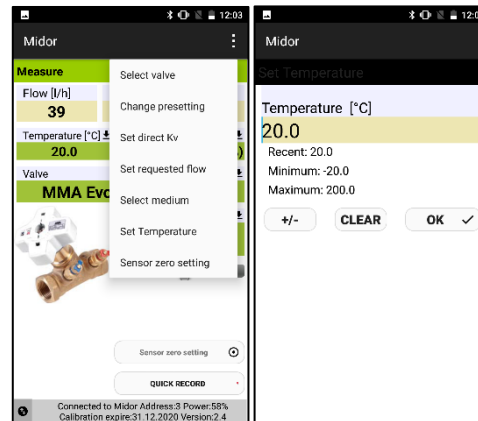 12:03
Midor
Measure
Flow [l/h]
39
Temperature [°C]
20.0
Valve
MMA Evo
Select valve
Change presetting
Set direct Kv
Set requested flow
Select medium
Set Temperature
Sensor zero setting
Sensor zero setting
QUICK RECORD
Connected to Midor Address:3 Power:58%
Calibration expire:31.12.2020 Version:2.4
Midor
Set Temperature
Temperature [°C]
20.0
Recent: 20.0
Minimum: -20.0
Maximum: 200.0
+/- CLEAR OK